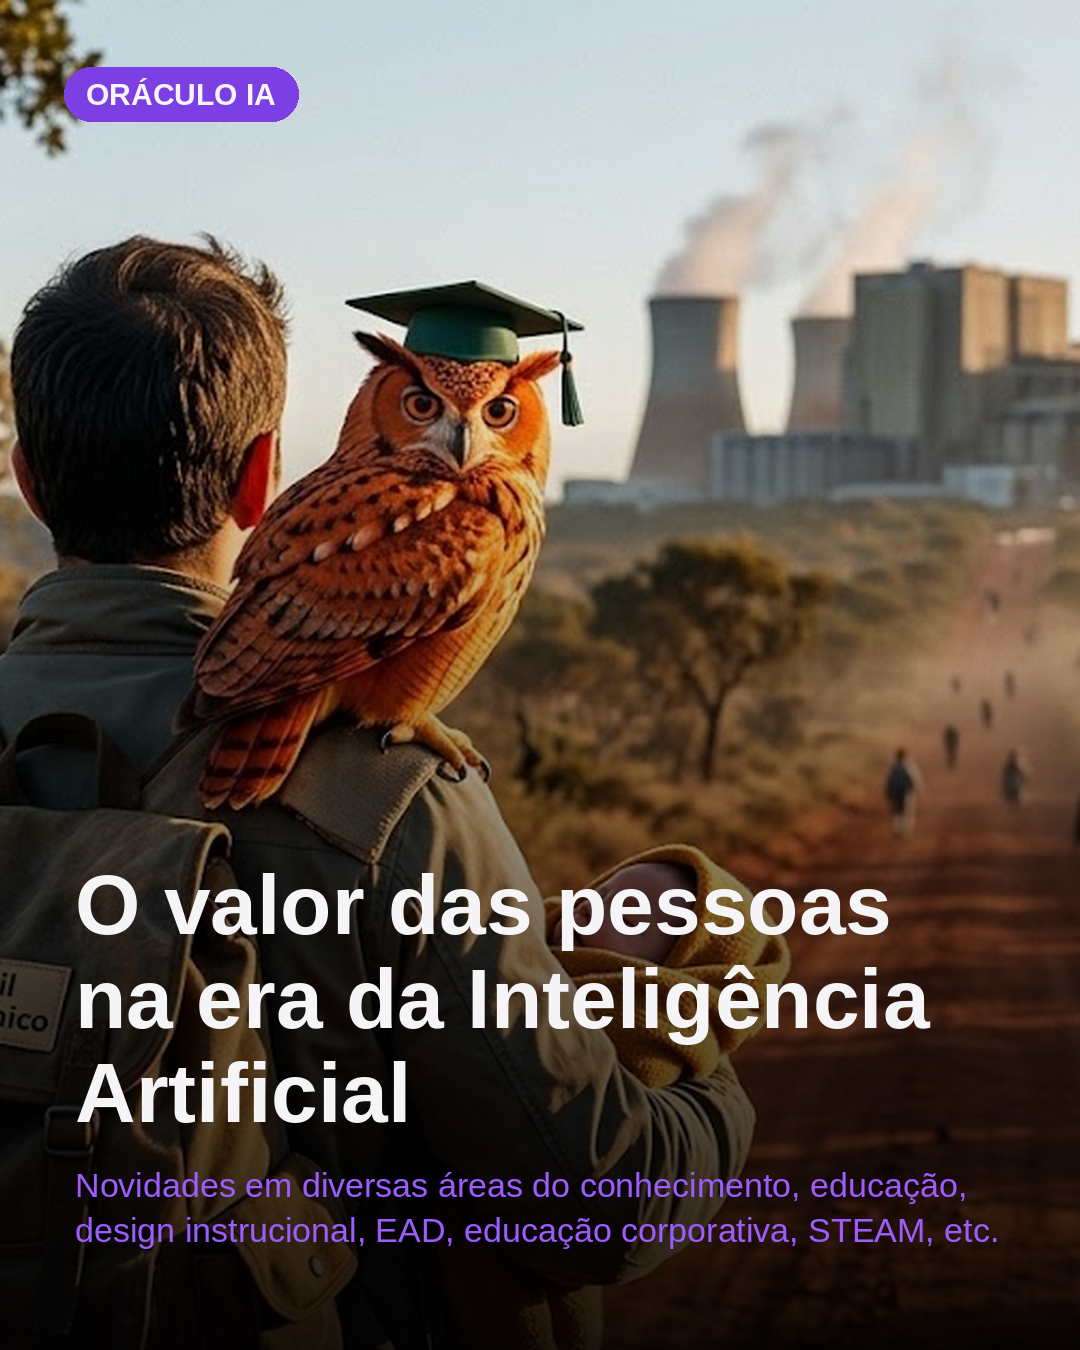 ORÁCULO IA
O valor das pessoas
na era da Inteligência
Artificial
Novidades em diversas áreas do conhecimento, educação,
design instrucional, EAD, educação corporativa, STEAM, etc.